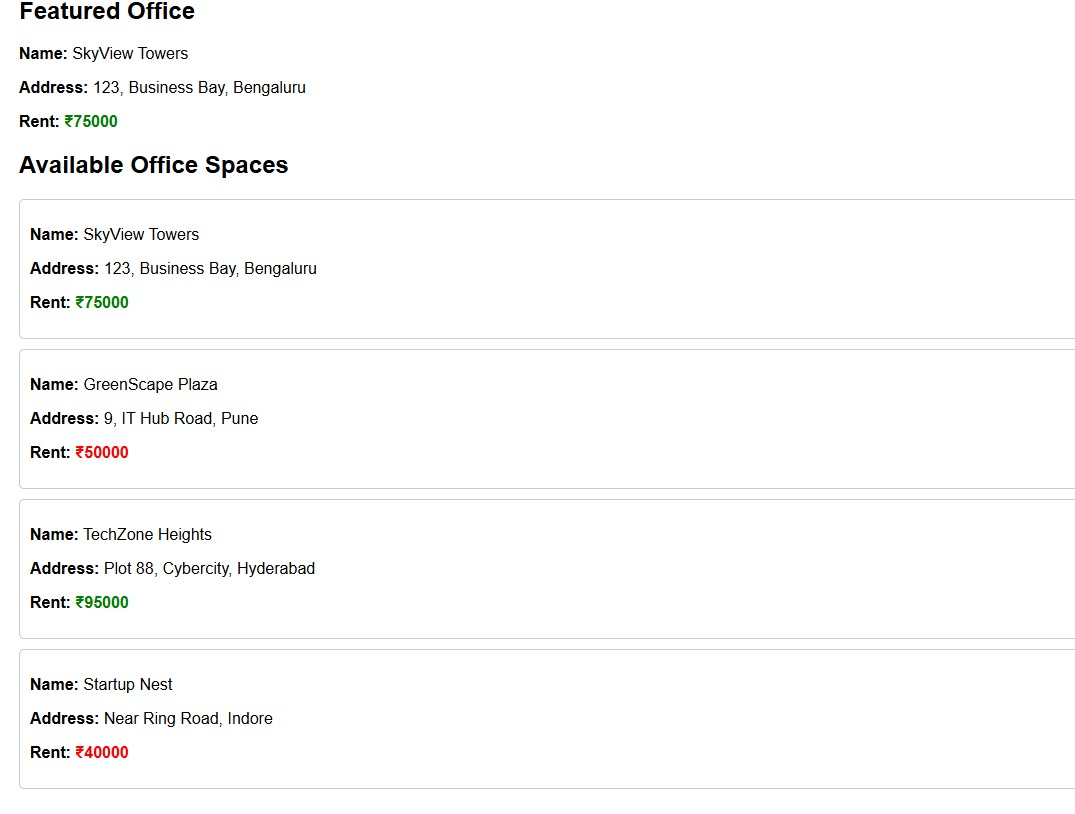 Featured Office
Name: SkyView Towers
Address: 123, Business Bay, Bengaluru
Rent: ₹75000
Available Office Spaces
Name: SkyView Towers
Address: 123, Business Bay, Bengaluru
Rent: ₹75000
Name: GreenScape Plaza
Address: 9, IT Hub Road, Pune
Rent: ₹50000
Name: TechZone Heights
Address: Plot 88, Cybercity, Hyderabad
Rent: ₹95000
Name: Startup Nest
Address: Near Ring Road, Indore
Rent: ₹40000